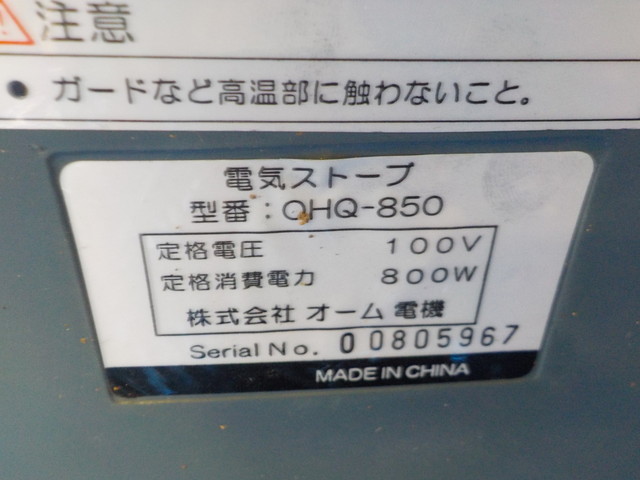 注意
● ガードなど高温部に触わないこと。
電気ストーブ
型番：OHQ-850
定格電圧 100V
定格消費電力 800W
株式会社 オーム電機
Serial No. 00805967
MADE IN CHINA